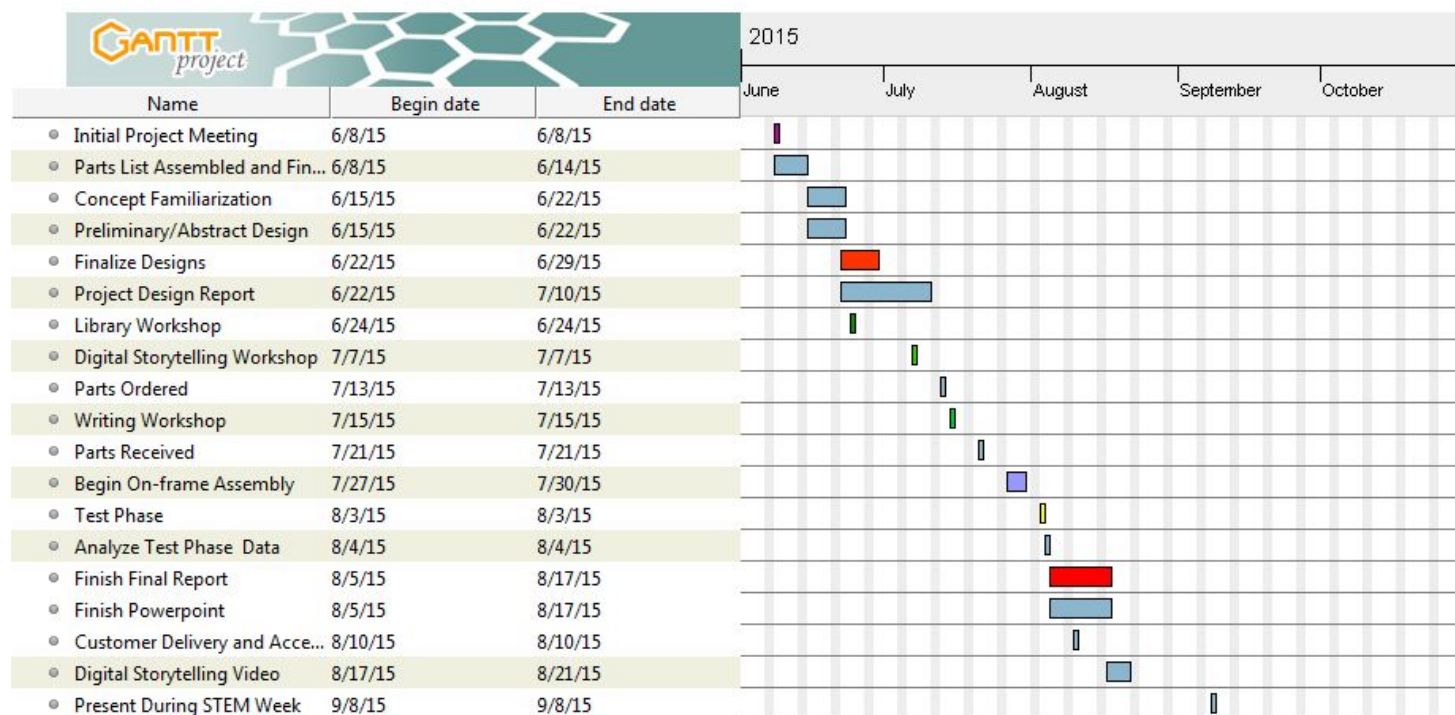 GANTT
project
2015
June July August September October
Name Begin date End date
Initial Project Meeting 6/8/15 6/8/15
Parts List Assembled and Fin... 6/8/15 6/14/15
Concept Familiarization 6/15/15 6/22/15
Preliminary/Abstract Design 6/15/15 6/22/15
Finalize Designs 6/22/15 6/29/15
Project Design Report 6/22/15 7/10/15
Library Workshop 6/24/15 6/24/15
Digital Storytelling Workshop 7/7/15 7/7/15
Parts Ordered 7/13/15 7/13/15
Writing Workshop 7/15/15 7/15/15
Parts Received 7/21/15 7/21/15
Begin On-frame Assembly 7/27/15 7/30/15
Test Phase 8/3/15 8/3/15
Analyze Test Phase Data 8/4/15 8/4/15
Finish Final Report 8/5/15 8/17/15
Finish Powerpoint 8/5/15 8/17/15
Customer Delivery and Acce... 8/10/15 8/10/15
Digital Storytelling Video 8/17/15 8/21/15
Present During STEM Week 9/8/15 9/8/15